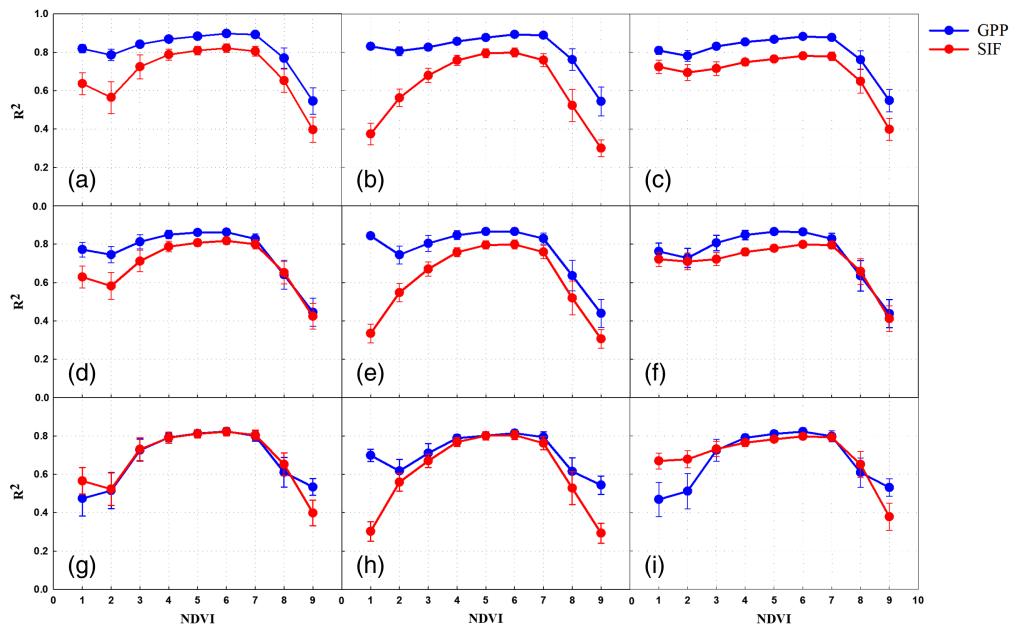 1.0
0.8
0.6
0.4
0.2
R²
(a)
(b)
(c)
GPP
SIF
0.0
0.8
0.6
0.4
0.2
R²
(d)
(e)
(f)
0.0
0.8
0.6
0.4
0.2
0.0
R²
(g)
(h)
(i)
0 1 2 3 4 5 6 7 8 9 0 1 2 3 4 5 6 7 8 9 0 1 2 3 4 5 6 7 8 9 10
NDVI NDVI NDVI